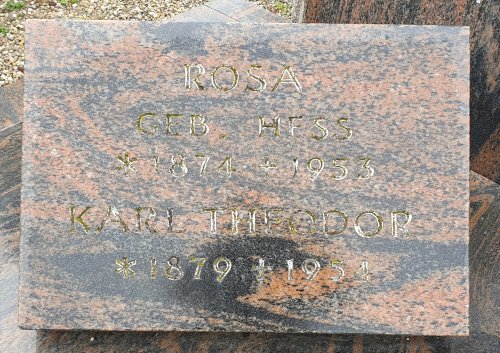 ROSA
GEB. HESS
* 1874 + 1953
KARL THEODOR
* 1879 + 1954